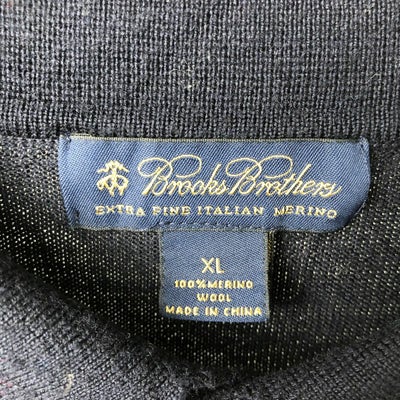 Brooks Brothers
EXTRA FINE ITALIAN MERINO
XL
100% MERINO
WOOL
MADE IN CHINA